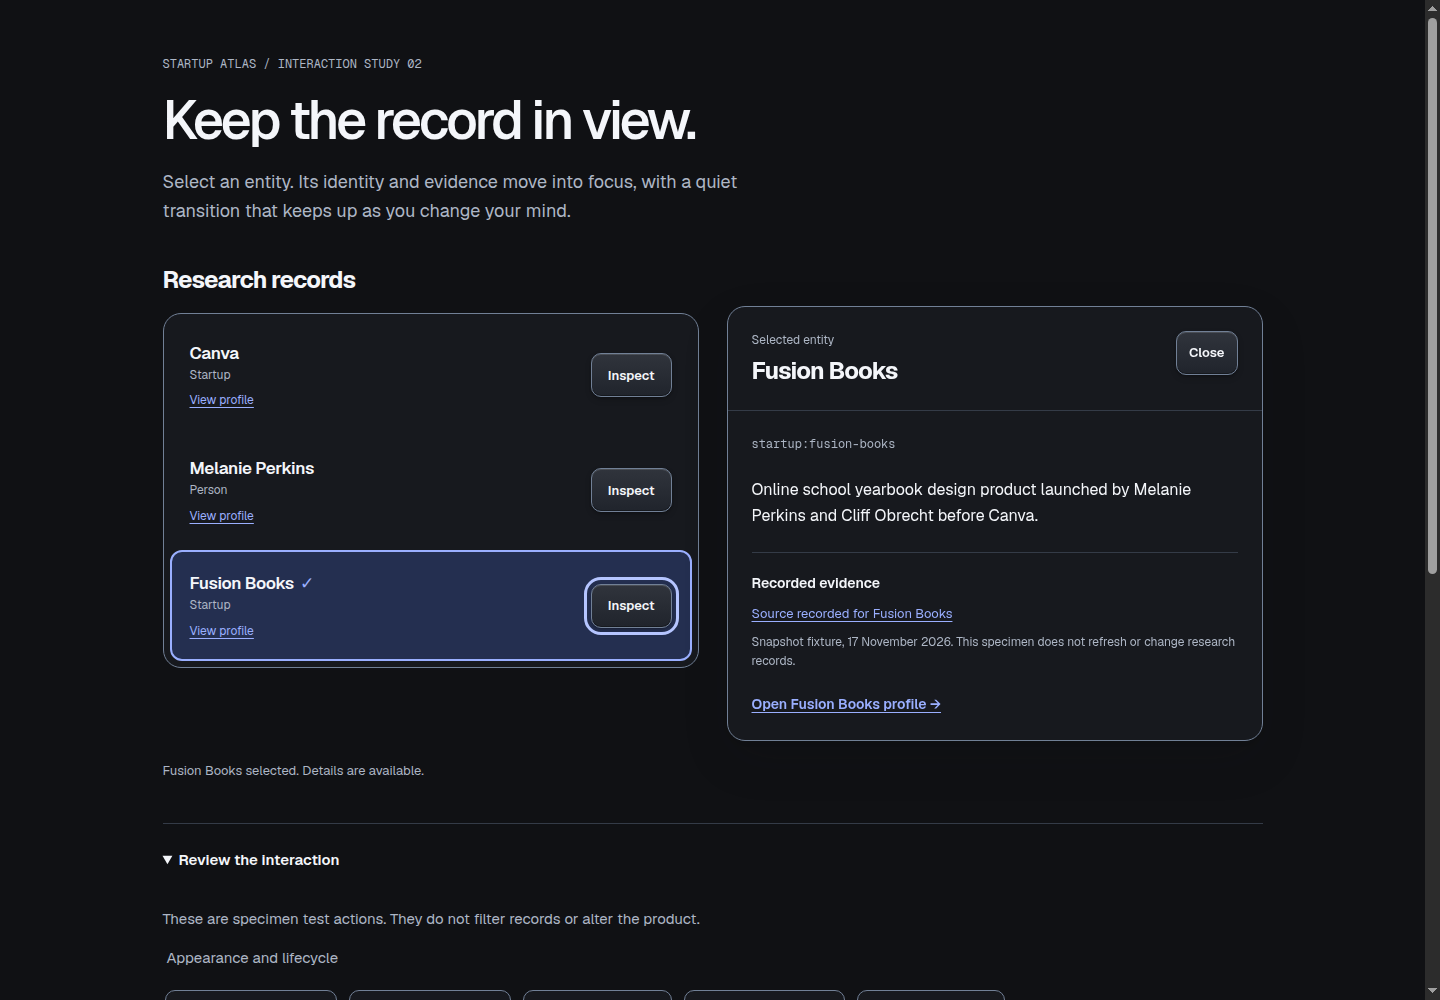 STARTUP ATLAS / INTERACTION STUDY 02
Keep the record in view.
Select an entity. Its identity and evidence move into focus, with a quiet
transition that keeps up as you change your mind.
Research records
Canva
Startup
View profile
Inspect
Melanie Perkins
Person
View profile
Inspect
Fusion Books ✓
Startup
View profile
Inspect
Selected entity
Fusion Books
Close
startup:fusion-books
Online school yearbook design product launched by Melanie
Perkins and Cliff Obrecht before Canva.
Recorded evidence
Source recorded for Fusion Books
Snapshot fixture, 17 November 2026. This specimen does not refresh or change research
records.
Open Fusion Books profile →
Fusion Books selected. Details are available.
▼ Review the interaction
These are specimen test actions. They do not filter records or alter the product.
Appearance and lifecycle